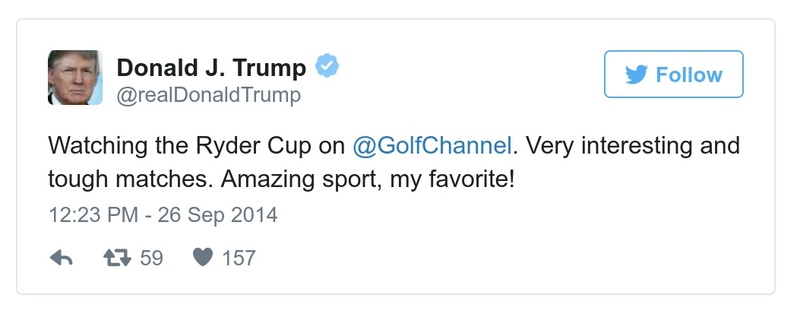 Donald J. Trump
@realDonaldTrump
Follow
Watching the Ryder Cup on @GolfChannel. Very interesting and
tough matches. Amazing sport, my favorite!
12:23 PM - 26 Sep 2014
59 157